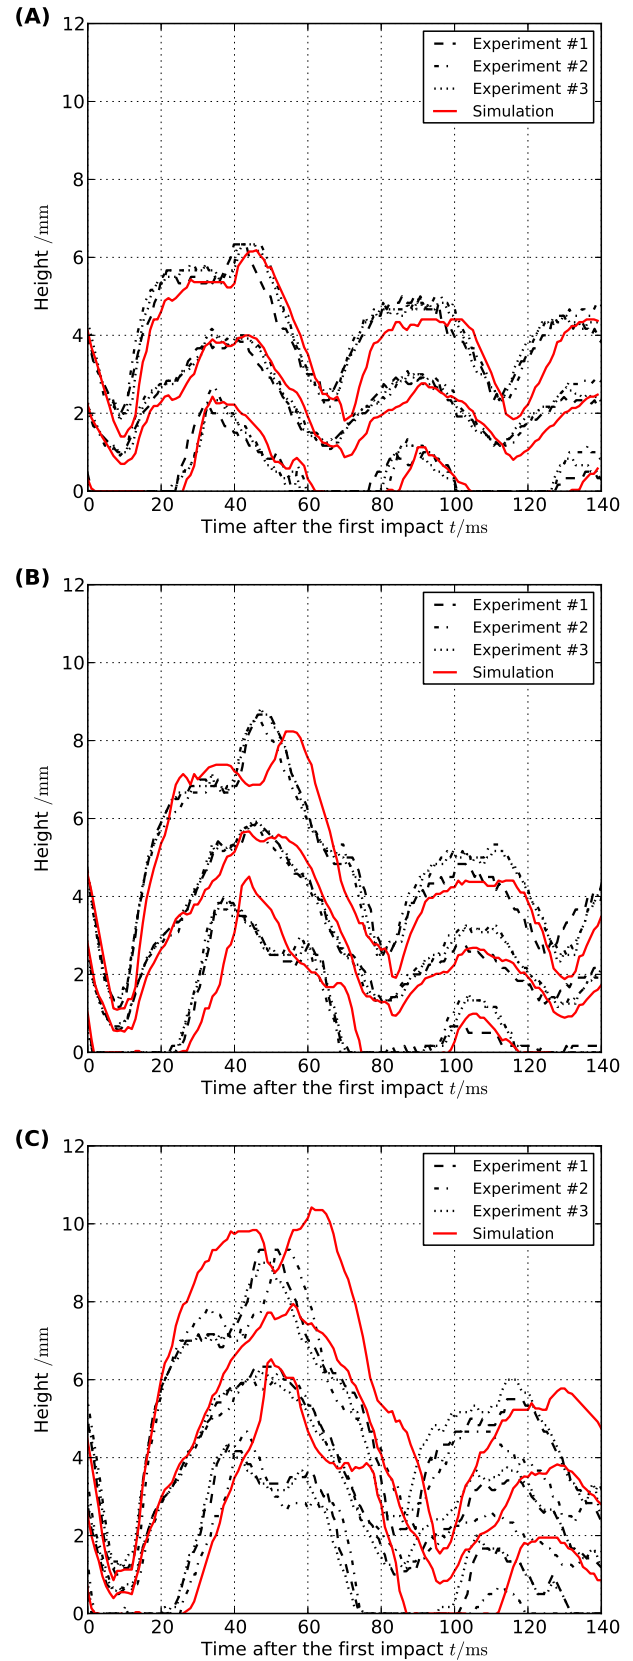 (A)
12
10
8
6
4
2
0
Height /mm
Experiment #1
Experiment #2
Experiment #3
Simulation
0 20 40 60 80 100 120 140
Time after the first impact t/ms
(B)
12
10
8
6
4
2
0
Height /mm
Experiment #1
Experiment #2
Experiment #3
Simulation
0 20 40 60 80 100 120 140
Time after the first impact t/ms
(C)
12
10
8
6
4
2
0
Height /mm
Experiment #1
Experiment #2
Experiment #3
Simulation
0 20 40 60 80 100 120 140
Time after the first impact t/ms